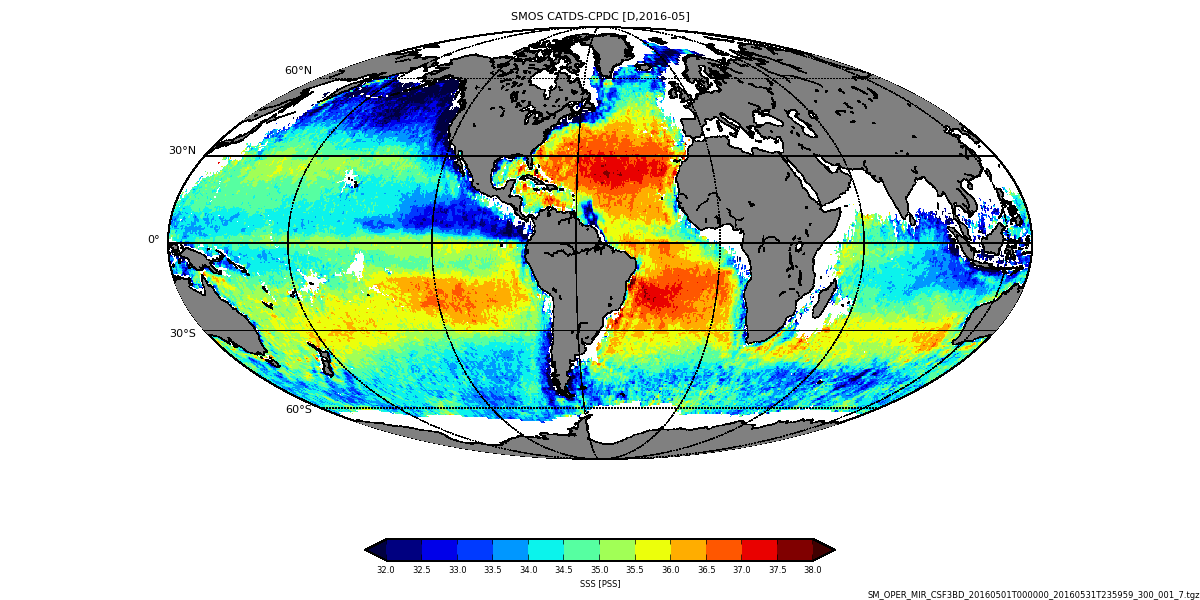 SMOS CATDS-CPDC [D,2016-05]
60°N
30°N
0°
30°S
60°S
32.0 32.5 33.0 33.5 34.0 34.5 35.0 35.5 36.0 36.5 37.0 37.5 38.0
SSS [PSS]
SM_OPER_MIR_CSF3BD_20160501T000000_20160531T235959_300_001_7.tgz